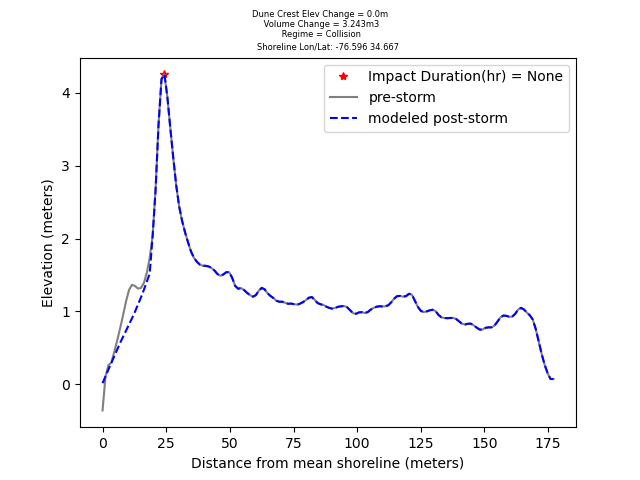 Dune Crest Elev Change = 0.0m
Volume Change = 3.243m3
Regime = Collision
Shoreline Lon/Lat: -76.596 34.667
Impact Duration(hr) = None
pre-storm
modeled post-storm
Elevation (meters)
4
3
2
1
0
0 25 50 75 100 125 150 175
Distance from mean shoreline (meters)